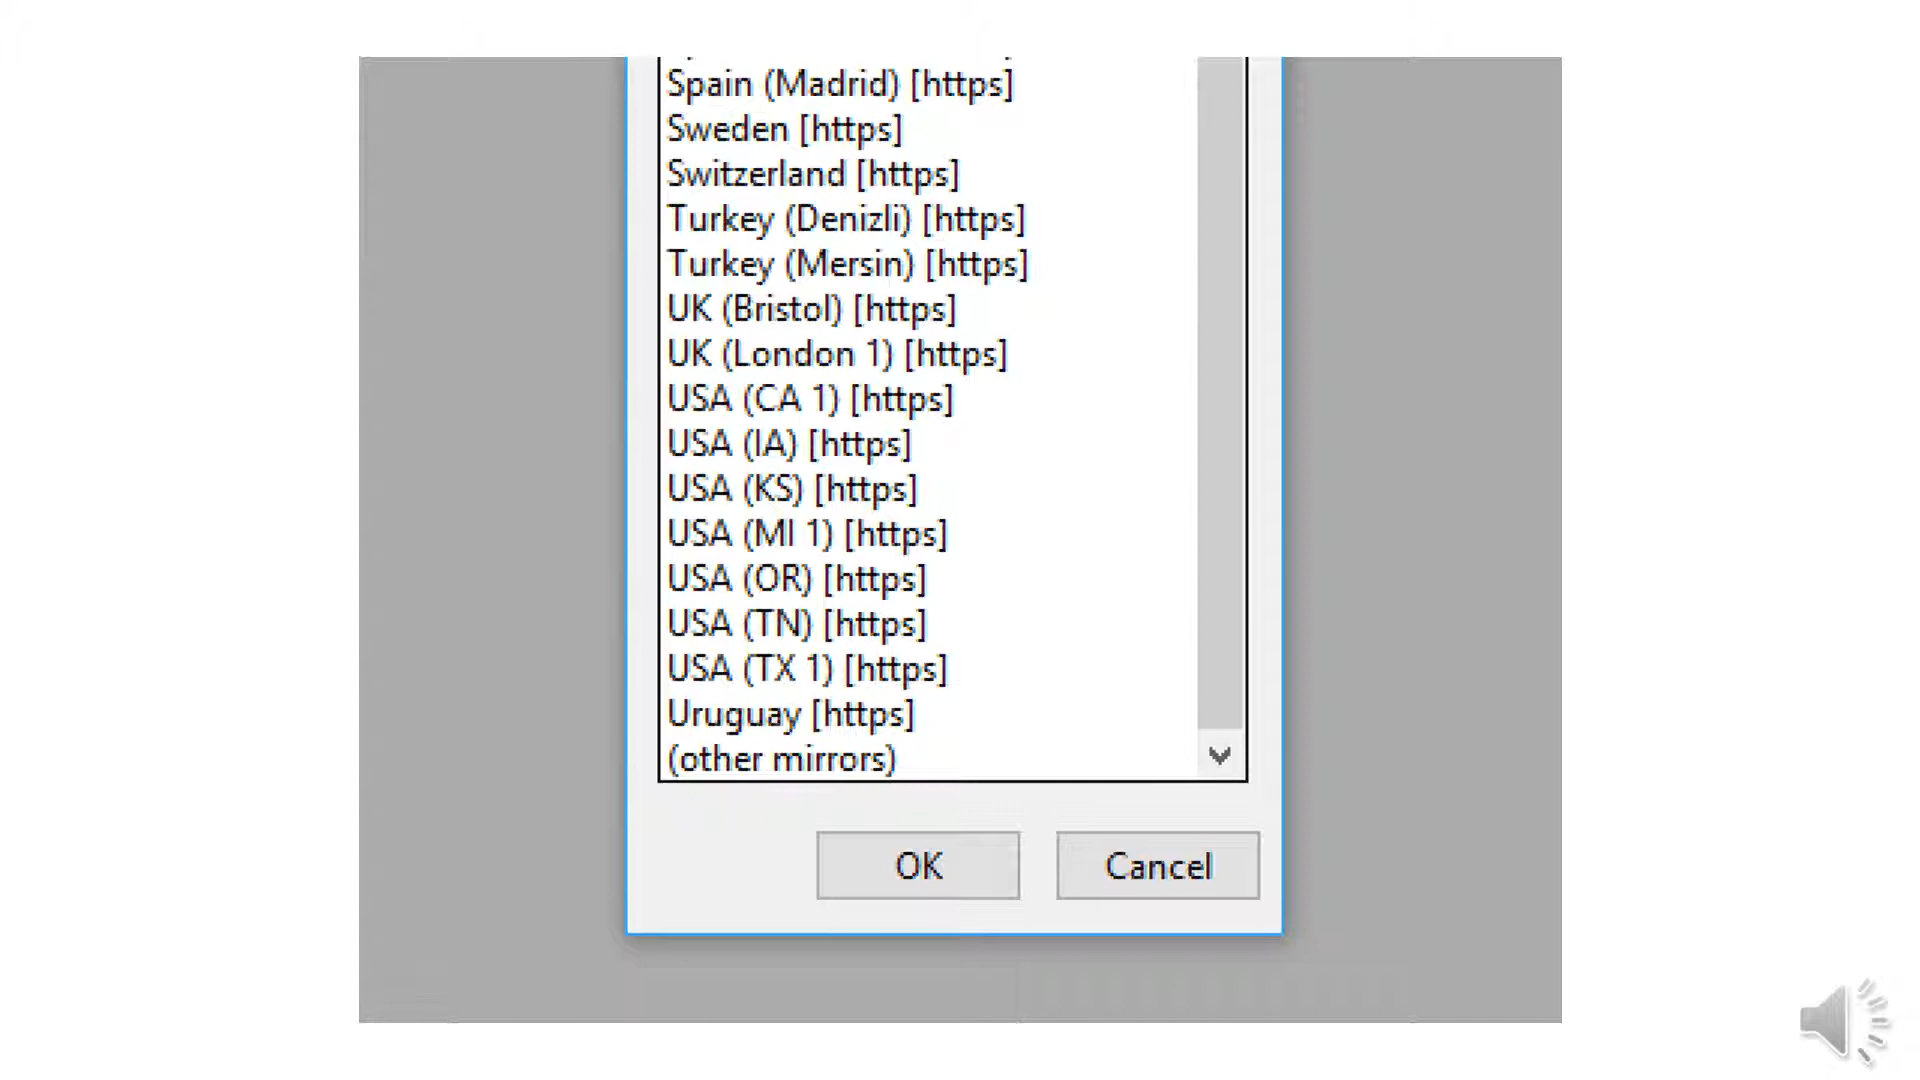 Spain (Madrid) [https]
Sweden [https]
Switzerland [https]
Turkey (Denizli) [https]
Turkey (Mersin) [https]
UK (Bristol) [https]
UK (London 1) [https]
USA (CA 1) [https]
USA (IA) [https]
USA (KS) [https]
USA (MI 1) [https]
USA (OR) [https]
USA (TN) [https]
USA (TX 1) [https]
Uruguay [https]
(other mirrors)
OK
Cancel